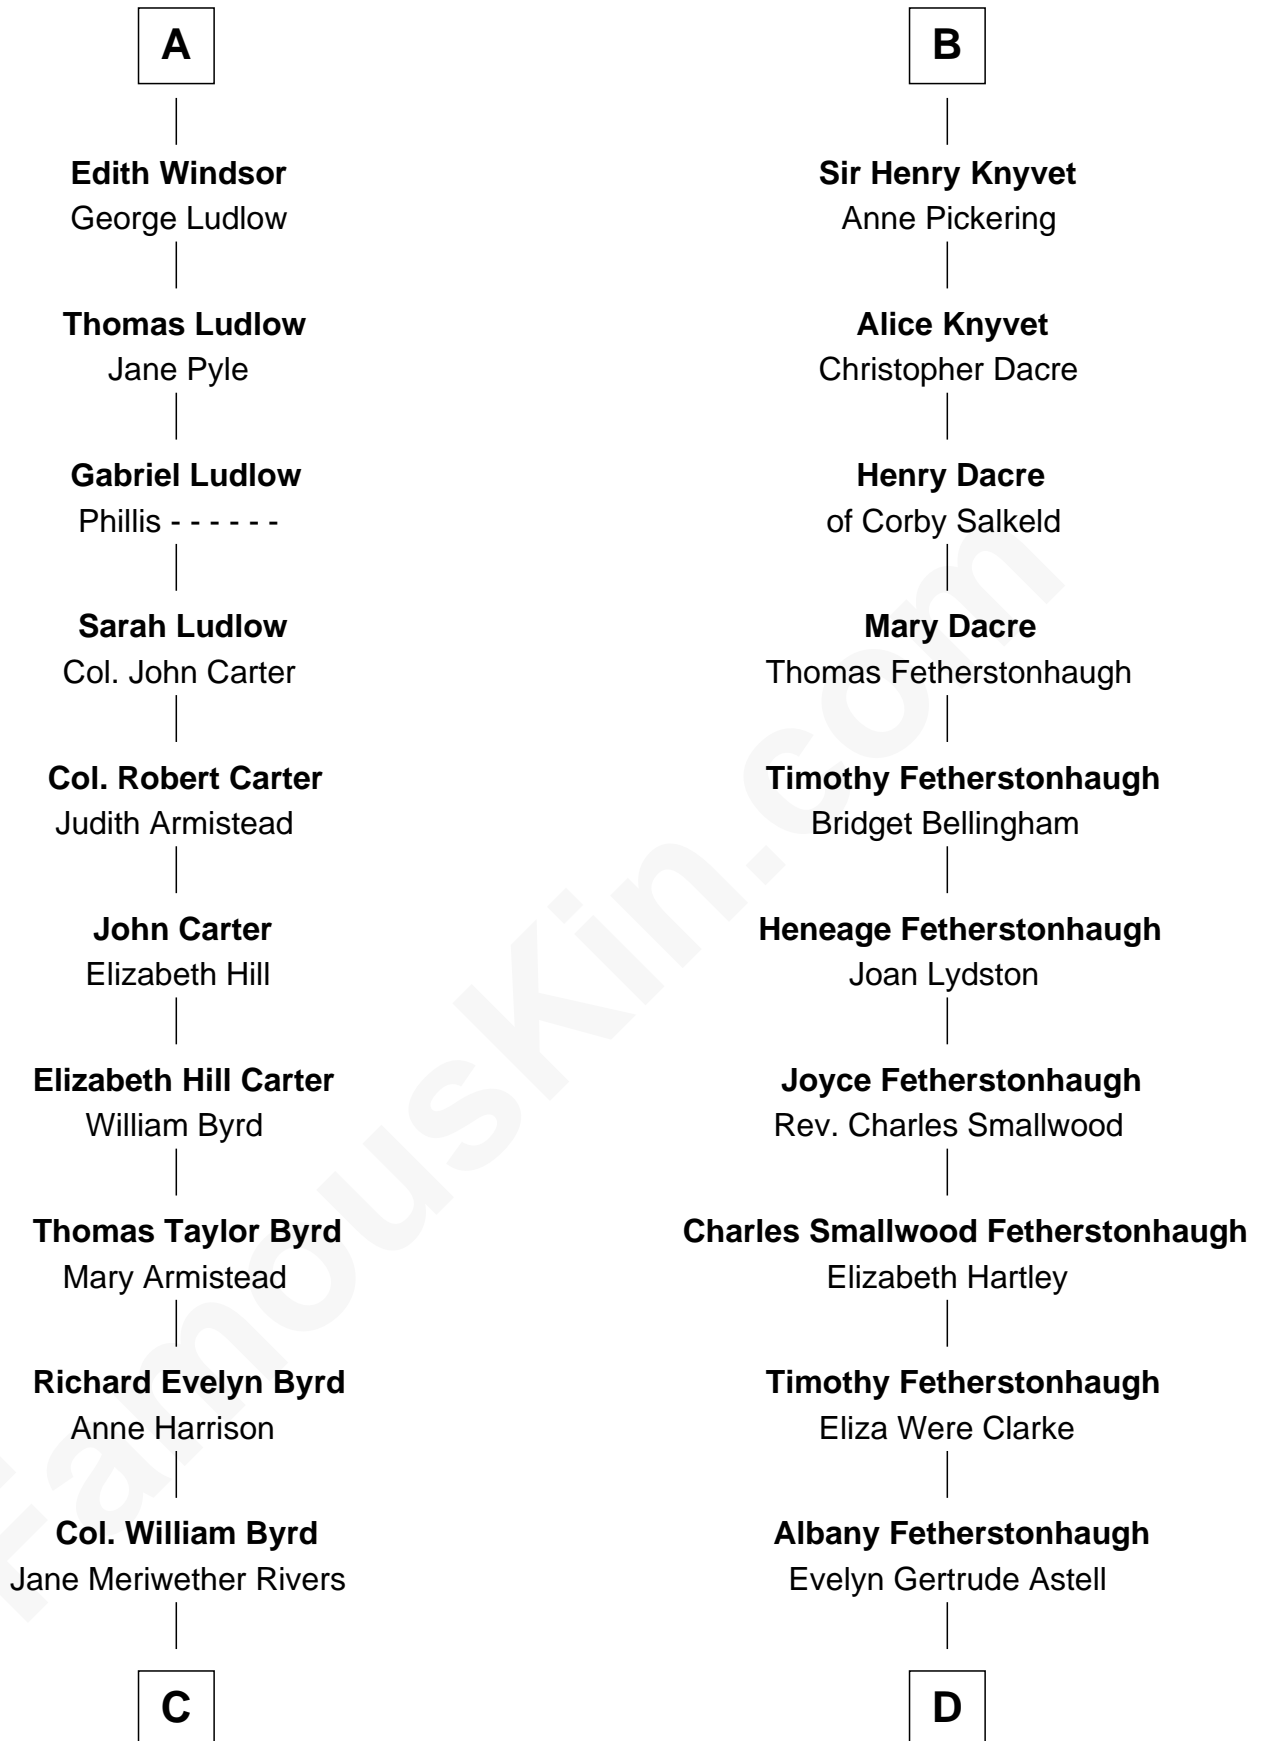 A
Edith Windsor
George Ludlow
Thomas Ludlow
Jane Pyle
Gabriel Ludlow
Phillis - - - - - -
Sarah Ludlow
Col. John Carter
Col. Robert Carter
Judith Armistead
John Carter
Elizabeth Hill
Elizabeth Hill Carter
William Byrd
Thomas Taylor Byrd
Mary Armistead
Richard Evelyn Byrd
Anne Harrison
Col. William Byrd
Jane Meriwether Rivers
C
B
Sir Henry Knyvet
Anne Pickering
Alice Knyvet
Christopher Dacre
Henry Dacre
of Corby Salkeld
Mary Dacre
Thomas Fetherstonhaugh
Timothy Fetherstonhaugh
Bridget Bellingham
Heneage Fetherstonhaugh
Joan Lydston
Joyce Fetherstonhaugh
Rev. Charles Smallwood
Charles Smallwood Fetherstonhaugh
Elizabeth Hartley
Timothy Fetherstonhaugh
Eliza Were Clarke
Albany Fetherstonhaugh
Evelyn Gertrude Astell
D
FamousKin.com